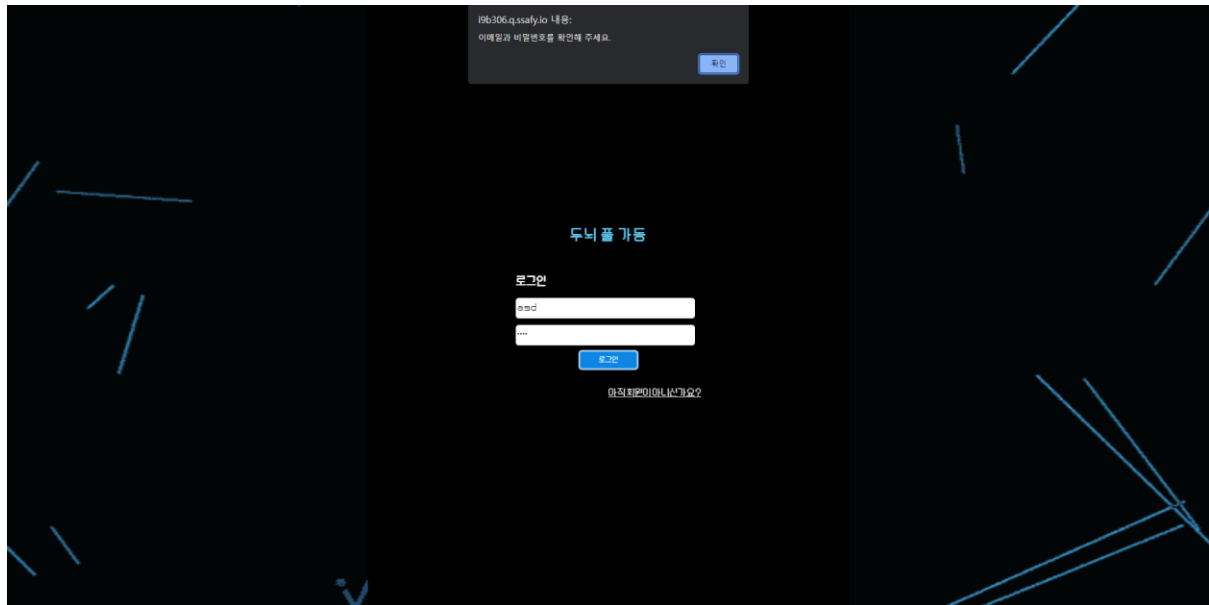 i9b306.q.ssafy.io 내용:
이메일과 비밀번호를 확인해 주세요.
확인
두뇌 풀 가동
로그인
asd
····
로그인
아직회원이아니신가요?